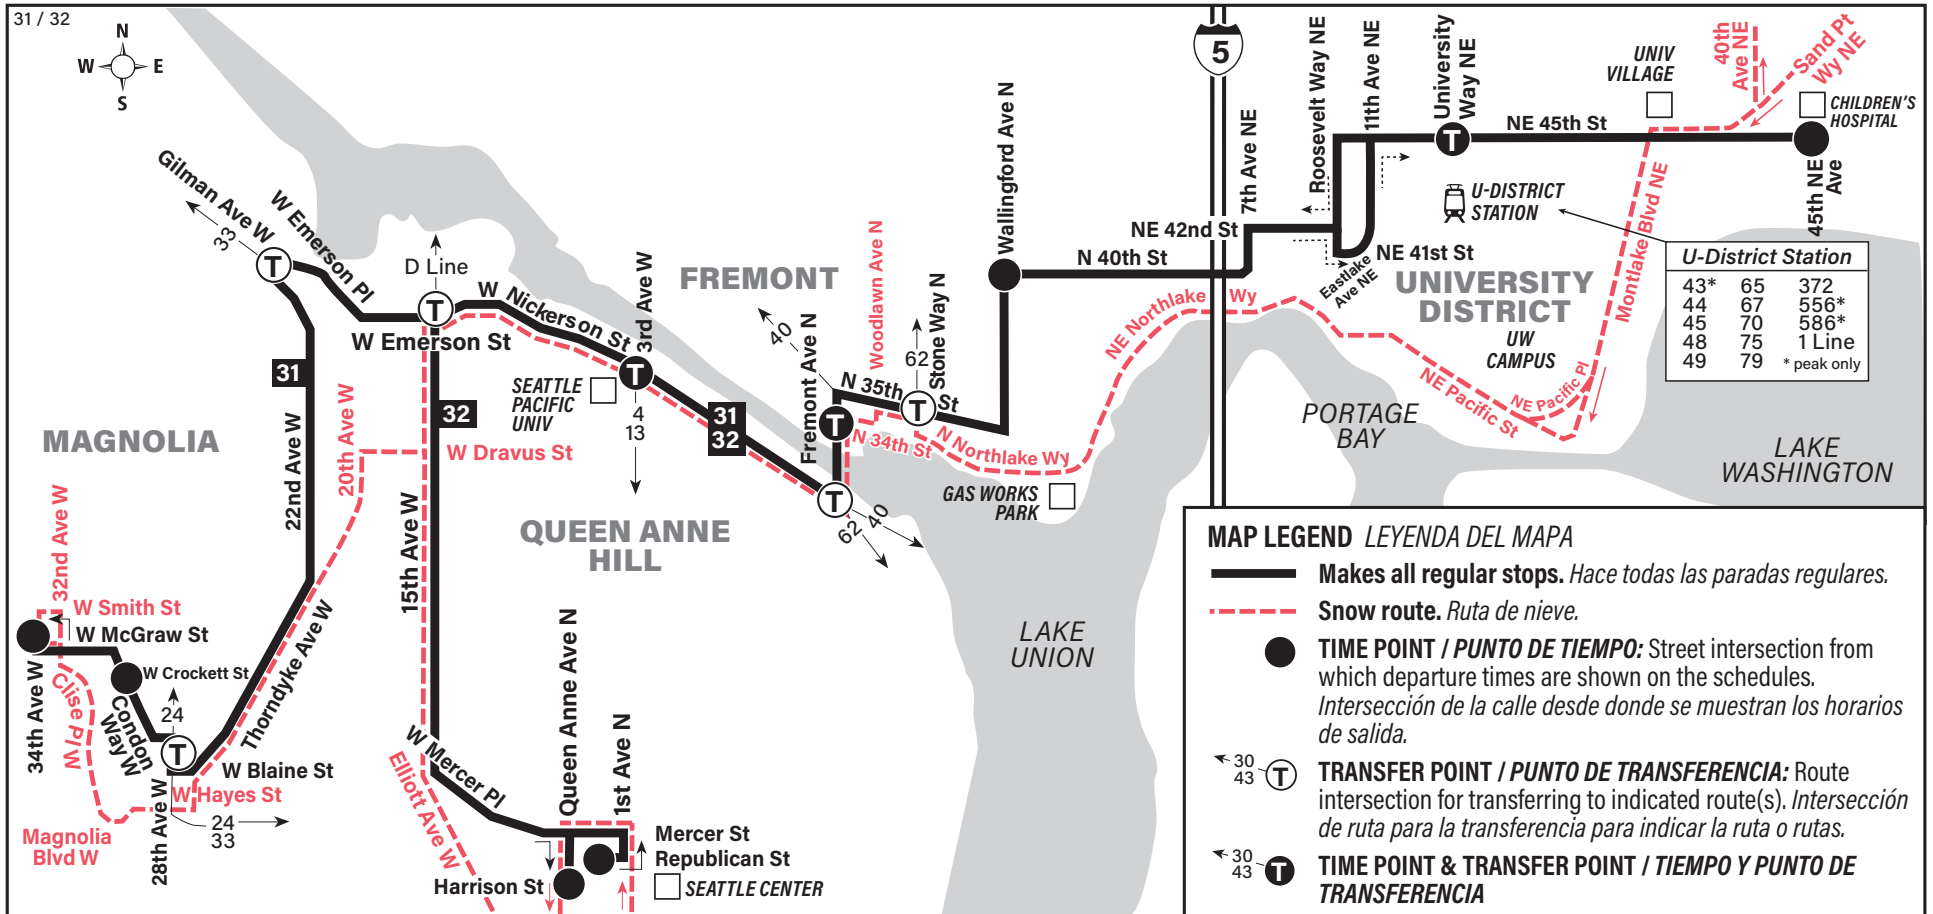 31 / 32
N
W
E
S
5
Roosevelt Way NE
11th Ave NE
University
Way NE
UNIV
VILLAGE
40th
Ave NE
Sand Pt
Wy NE
CHILDREN'S
HOSPITAL
NE 45th St
45th NE
Ave
7th Ave NE
Wallingford Ave N
U-DISTRICT
STATION
NE 42nd St
NE 41st St
N 40th St
Eastlake
Ave NE
Montlake Blvd NE
U-District Station
43* 65 372
44 67 556*
45 70 586*
48 75 1 Line
49 79 * peak only
UNIVERSITY
DISTRICT
UW
CAMPUS
NE Pacific Pl
NE Pacific St
PORTAGE
BAY
LAKE
WASHINGTON
Gilman Ave W
33
T
W Emerson Pl
D Line
T
W Nickerson St
W Emerson St
3rd Ave W
T
4
13
SEATTLE
PACIFIC
UNIV
FREMONT
40
Fremont Ave N
T
T
62
40
Woodlawn Ave N
N 35th St
62
Stone Way N
T
N 34th St
N Northlake Wy
NE Northlake Wy
GAS WORKS
PARK
T
31
32
31
32
MAGNOLIA
22nd Ave W
20th Ave W
W Dravus St
15th Ave W
QUEEN ANNE
HILL
LAKE
UNION
32nd Ave W
W Smith St
W McGraw St
W Crockett St
34th Ave W
Clise Pl W
Condon
Way W
24
T
Thorndyke Ave W
W Blaine St
W Hayes St
Magnolia
Blvd W
28th Ave W
24
33
W Mercer Pl
Elliott Ave W
Queen Anne Ave N
1st Ave N
Mercer St
Republican St
Harrison St
SEATTLE CENTER
MAP LEGEND LEYENDA DEL MAPA
Makes all regular stops. Hace todas las paradas regulares.
Snow route. Ruta de nieve.
TIME POINT / PUNTO DE TIEMPO: Street intersection from
which departure times are shown on the schedules.
Intersección de la calle desde donde se muestran los horarios
de salida.
30
43
T
TRANSFER POINT / PUNTO DE TRANSFERENCIA: Route
intersection for transferring to indicated route(s). Intersección
de ruta para la transferencia para indicar la ruta o rutas.
30
43
T
TIME POINT & TRANSFER POINT / TIEMPO Y PUNTO DE
TRANSFERENCIA